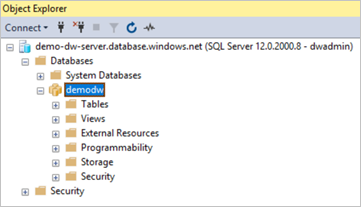 Object Explorer
Connect
demo-dw-server.database.windows.net (SQL Server 12.0.2000.8 - dwadmin)
Databases
System Databases
demodw
Tables
Views
External Resources
Programmability
Storage
Security
Security